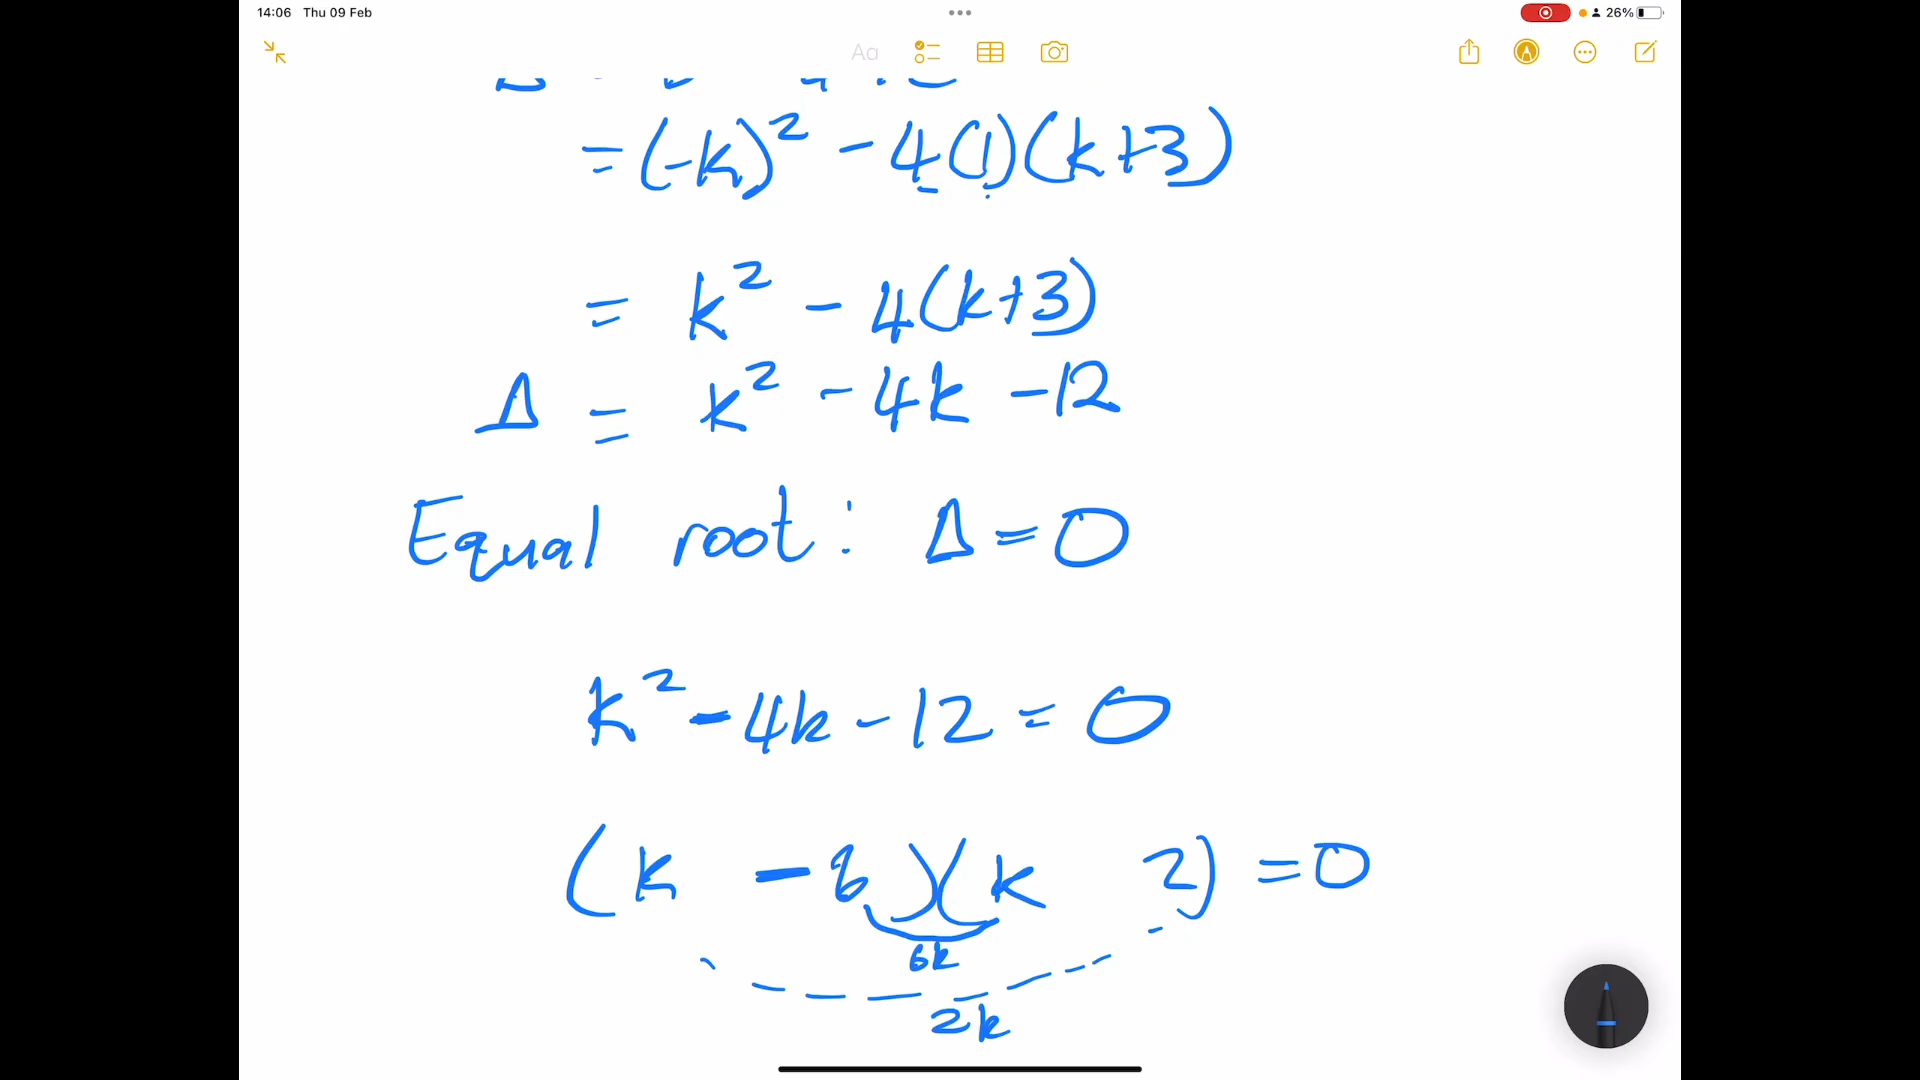 14:06 Thu 09 Feb 26%
Aa
=(-k)² - 4(1)(k+3)
= k² - 4(k+3)
Δ = k² - 4k - 12
Equal root: Δ = 0
k² - 4k - 12 = 0
(k - 6)(k 2) = 0
6k
2k